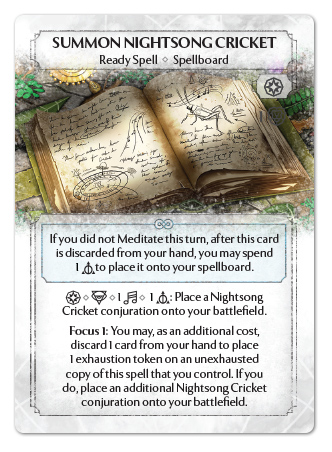 SUMMON NIGHTSONG CRICKET
Ready Spell ⬦ Spellboard
If you did not Meditate this turn, after this card
is discarded from your hand, you may spend
1 to place it onto your spellboard.
⬦ ⬦ 1 ⬦ 1 : Place a Nightsong
Cricket conjuration onto your battlefield.
Focus 1: You may, as an additional cost,
discard 1 card from your hand to place
1 exhaustion token on an unexhausted
copy of this spell that you control. If you
do, place an additional Nightsong Cricket
conjuration onto your battlefield.